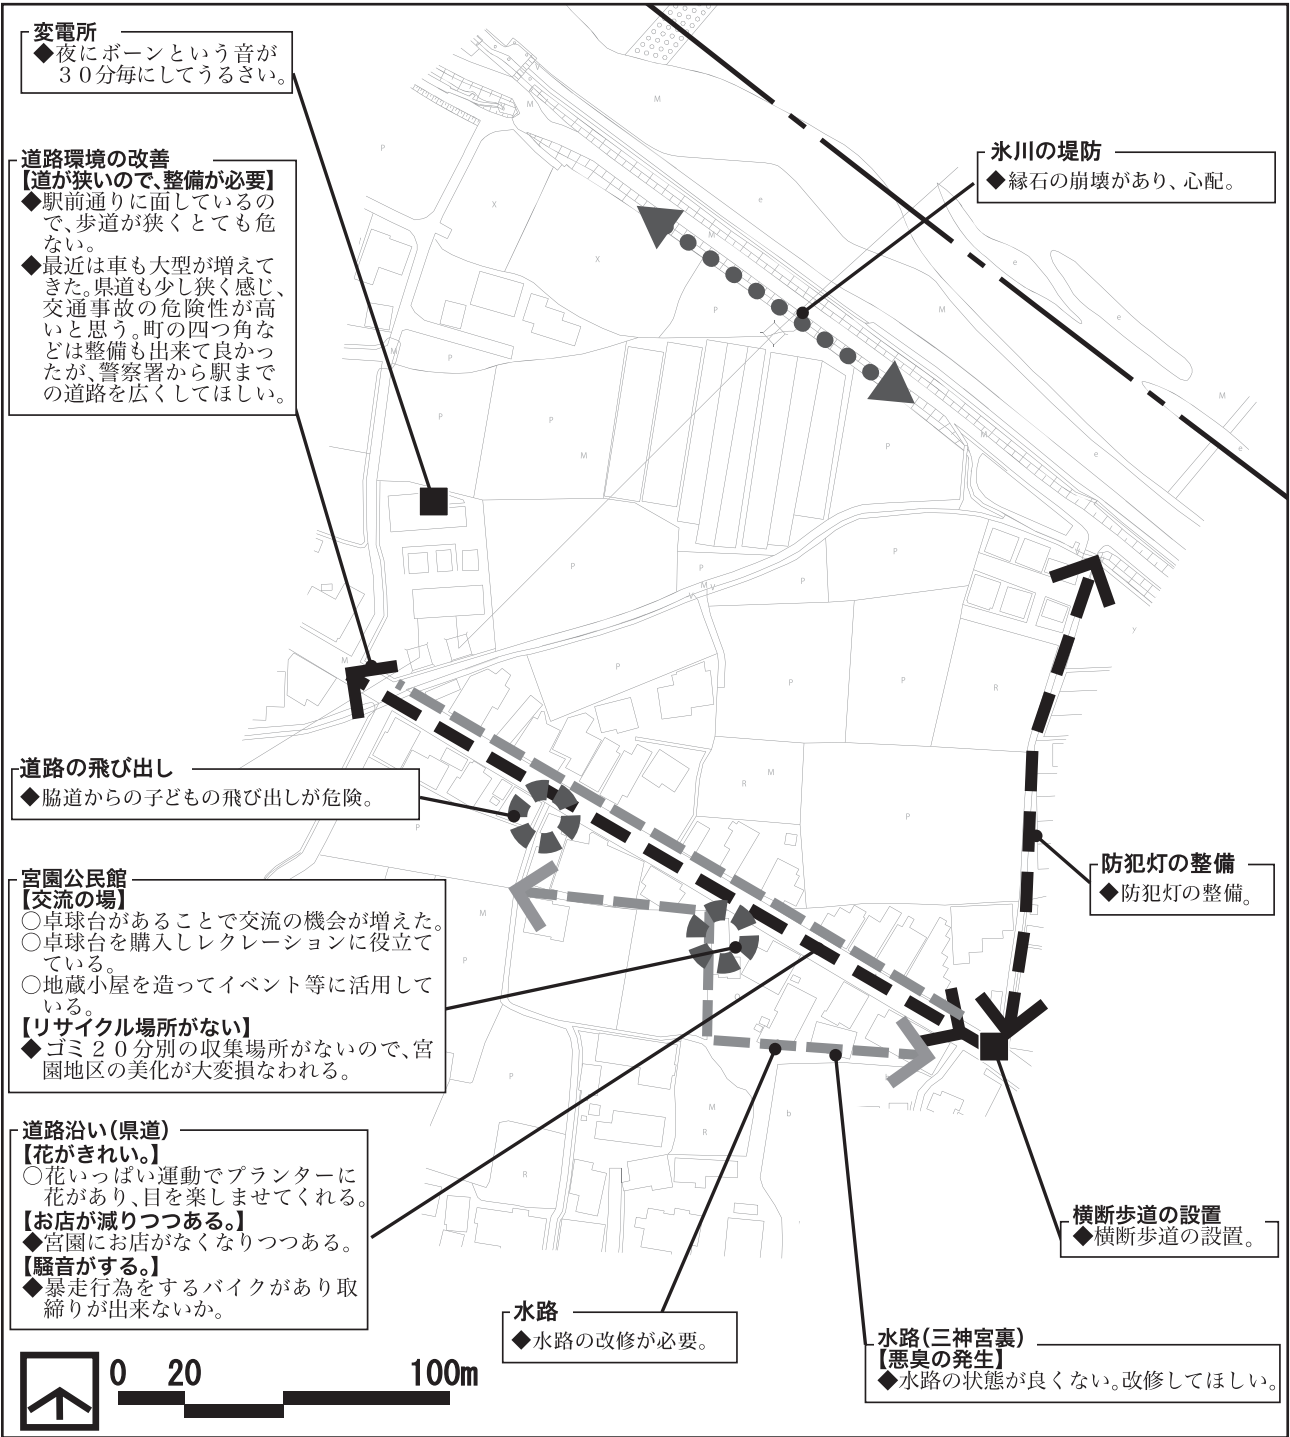 変電所
◆夜にボーンという音が
３０分毎にしてうるさい。
道路環境の改善
【道が狭いので、整備が必要】
◆駅前通りに面しているの
で、歩道が狭くとても危
ない。
◆最近は車も大型が増えて
きた。県道も少し狭く感じ、
交通事故の危険性が高
いと思う。町の四つ角な
どは整備も出来て良かっ
たが、警察署から駅まで
の道路を広くしてほしい。
氷川の堤防
◆縁石の崩壊があり、心配。
道路の飛び出し
◆脇道からの子どもの飛び出しが危険。
宮園公民館
【交流の場】
○卓球台があることで交流の機会が増えた。
○卓球台を購入しレクレーションに役立て
ている。
○地蔵小屋を造ってイベント等に活用して
いる。
【リサイクル場所がない】
◆ゴミ２０分別の収集場所がないので、宮
園地区の美化が大変損なわれる。
防犯灯の整備
◆防犯灯の整備。
道路沿い（県道）
【花がきれい。】
○花いっぱい運動でプランターに
花があり、目を楽しませてくれる。
【お店が減りつつある。】
◆宮園にお店がなくなりつつある。
【騒音がする。】
◆暴走行為をするバイクがあり取
締りが出来ないか。
横断歩道の設置
◆横断歩道の設置。
水路
◆水路の改修が必要。
水路（三神宮裏）
【悪臭の発生】
◆水路の状態が良くない。改修してほしい。
0 20 100m